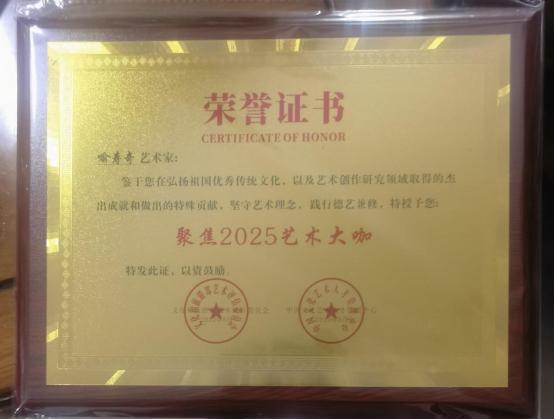 荣誉证书
CERTIFICATE OF HONOR
喻寿奇 艺术家:
鉴于您在弘扬祖国优秀传统文化、以及艺术创作研究领域取得的杰
出成就和做出的特殊贡献,坚守艺术理念,践行德艺兼修,特授予您:
聚焦2025艺术大咖
特发此证,以资鼓励。